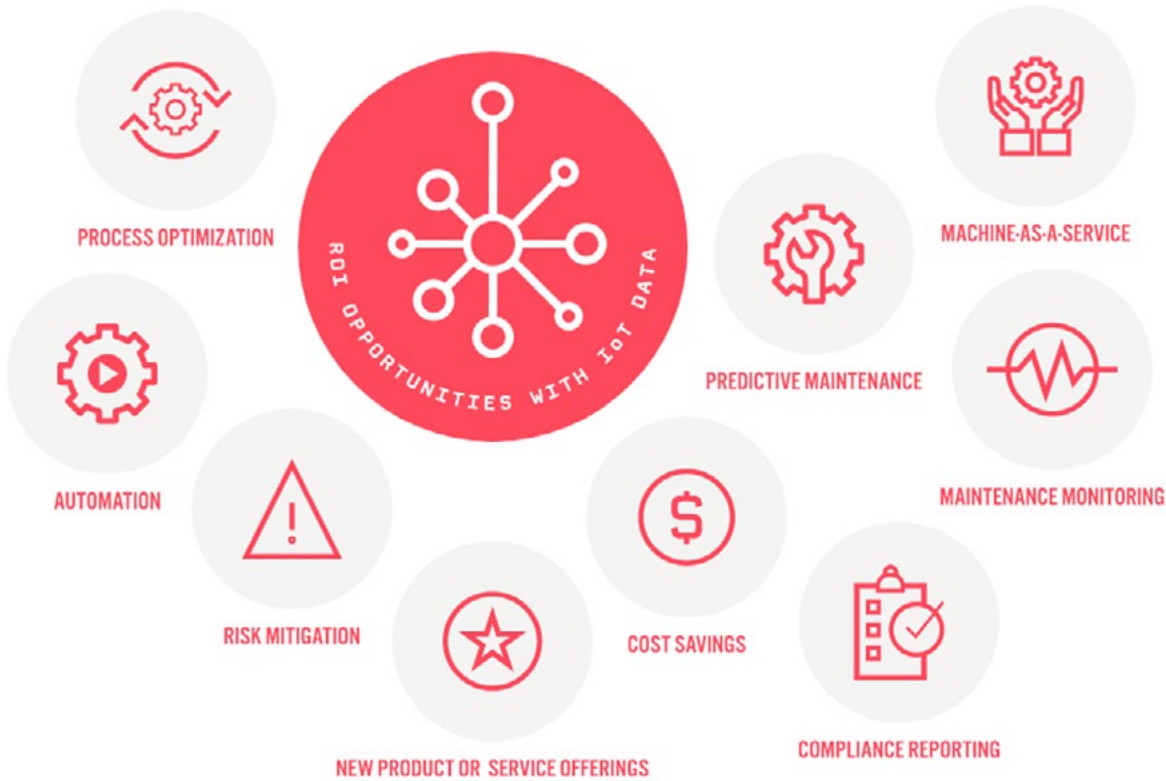 PROCESS OPTIMIZATION
ROI OPPORTUNITIES WITH IoT DATA
MACHINE-AS-A-SERVICE
PREDICTIVE MAINTENANCE
AUTOMATION
MAINTENANCE MONITORING
RISK MITIGATION
$
COST SAVINGS
NEW PRODUCT OR SERVICE OFFERINGS
COMPLIANCE REPORTING